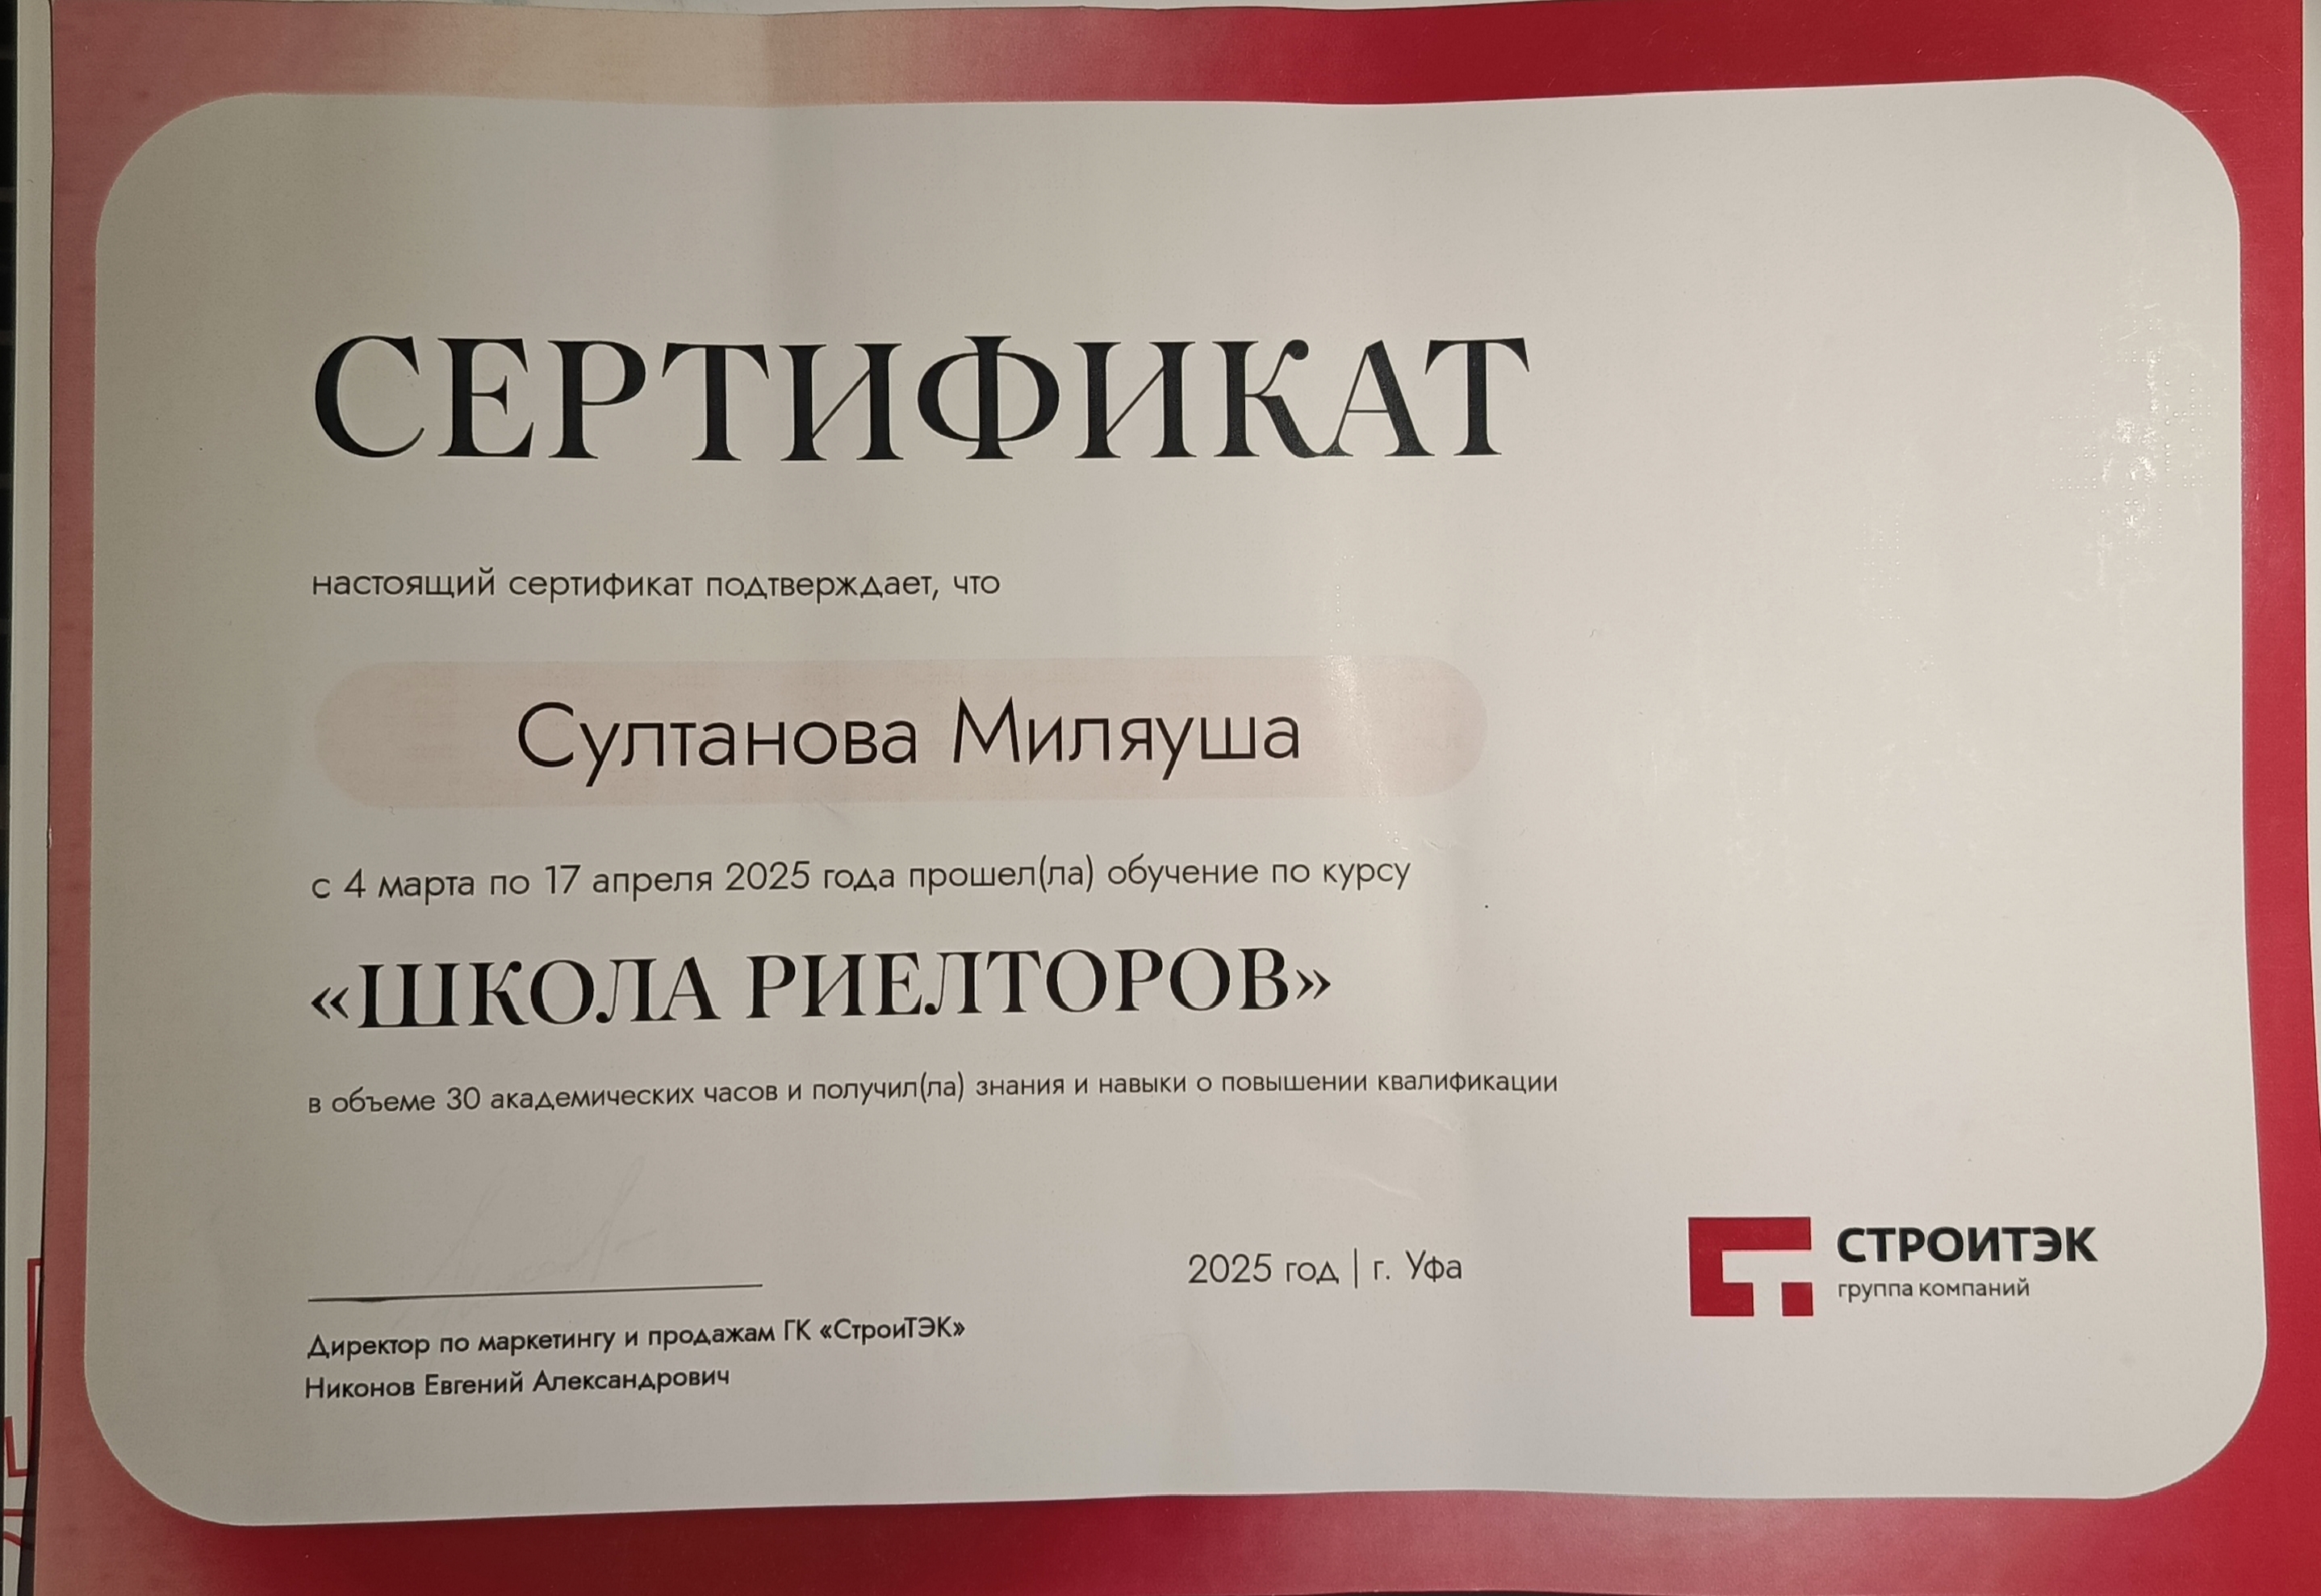 СЕРТИФИКАТ
настоящий сертификат подтверждает, что
Султанова Миляуша
с 4 марта по 17 апреля 2025 года прошел(ла) обучение по курсу
«ШКОЛА РИЕЛТОРОВ»
в объеме 30 академических часов и получил(ла) знания и навыки о повышении квалификации
2025 год | г. Уфа
СТРОИТЭК
группа компаний
Директор по маркетингу и продажам ГК «СтроиТЭК»
Никонов Евгений Александрович